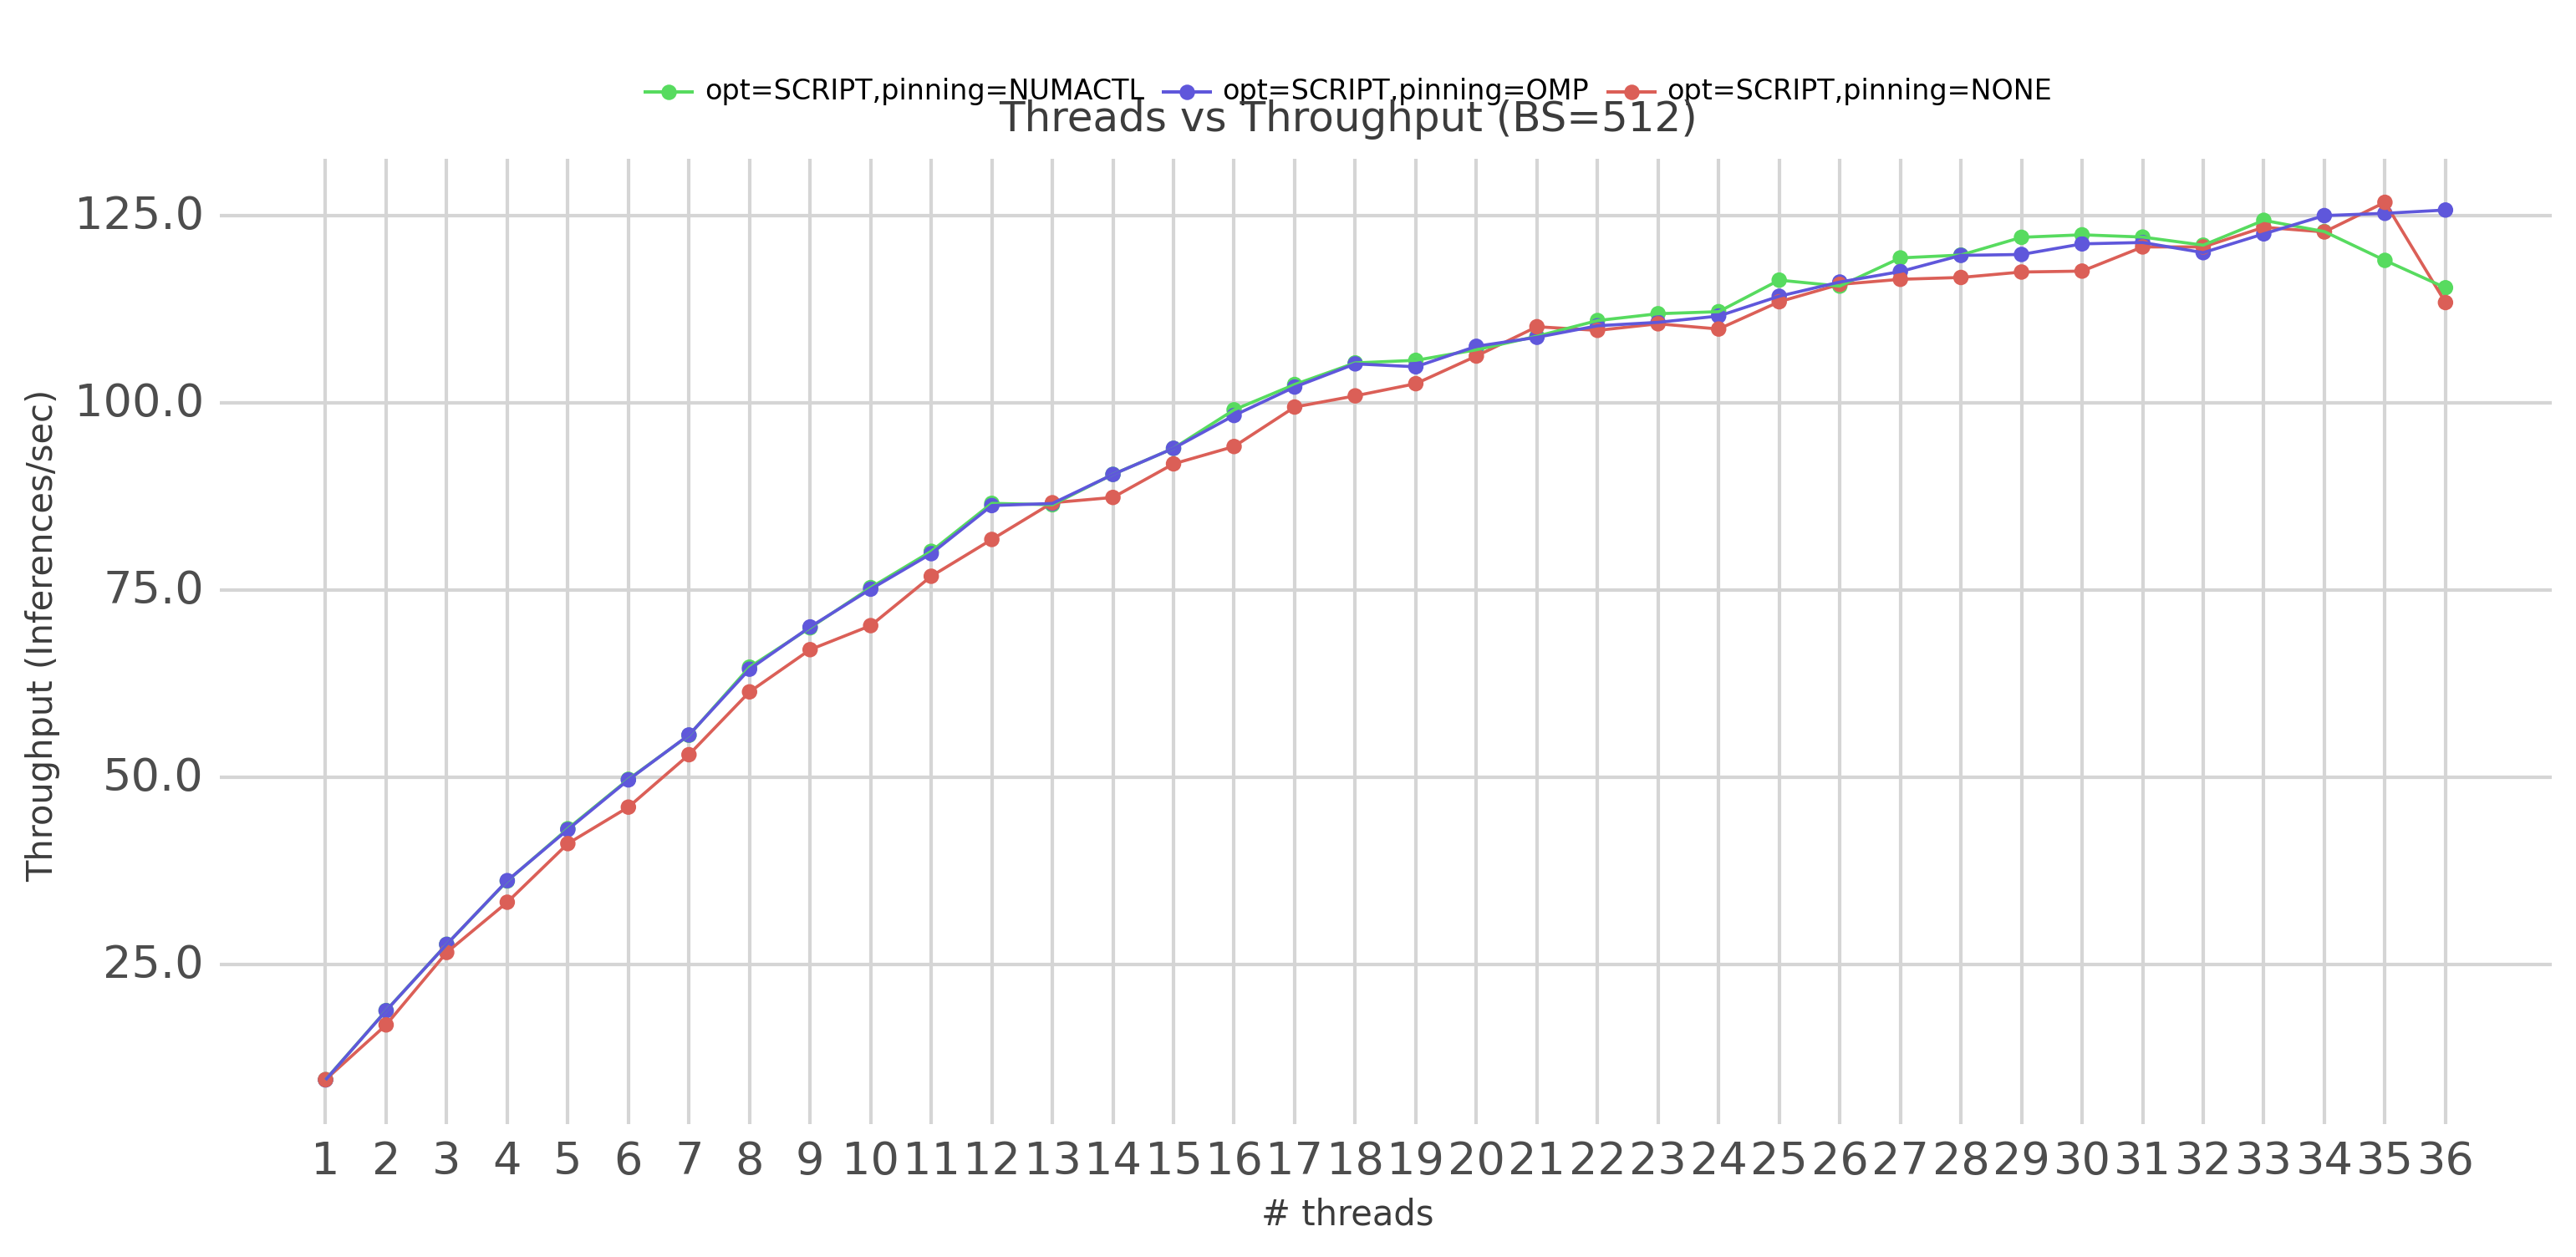 opt=SCRIPT,pinning=NUMACTL opt=SCRIPT,pinning=OMP opt=SCRIPT,pinning=NONE
Threads vs Throughput (BS=512)
125.0
100.0
75.0
50.0
25.0
Throughput (Inferences/sec)
1 2 3 4 5 6 7 8 9 10 11 12 13 14 15 16 17 18 19 20 21 22 23 24 25 26 27 28 29 30 31 32 33 34 35 36
# threads